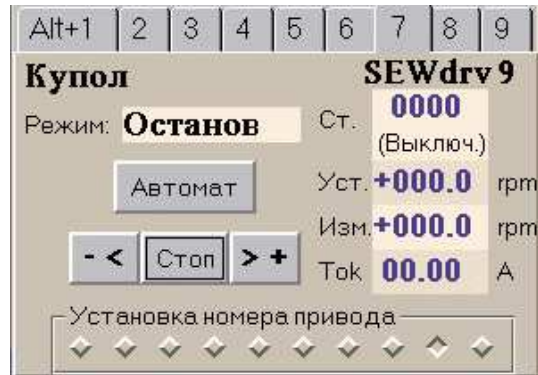 Alt+1 2 3 4 5 6 7 8 9
Купол SEWdrv 9
Режим: Останов Ст. 0000
(Выключ.)
Автомат Уст. +000.0 rpm
Изм. +000.0 rpm
- < Стоп > +
Ток 00.00 А
Установка номера привода